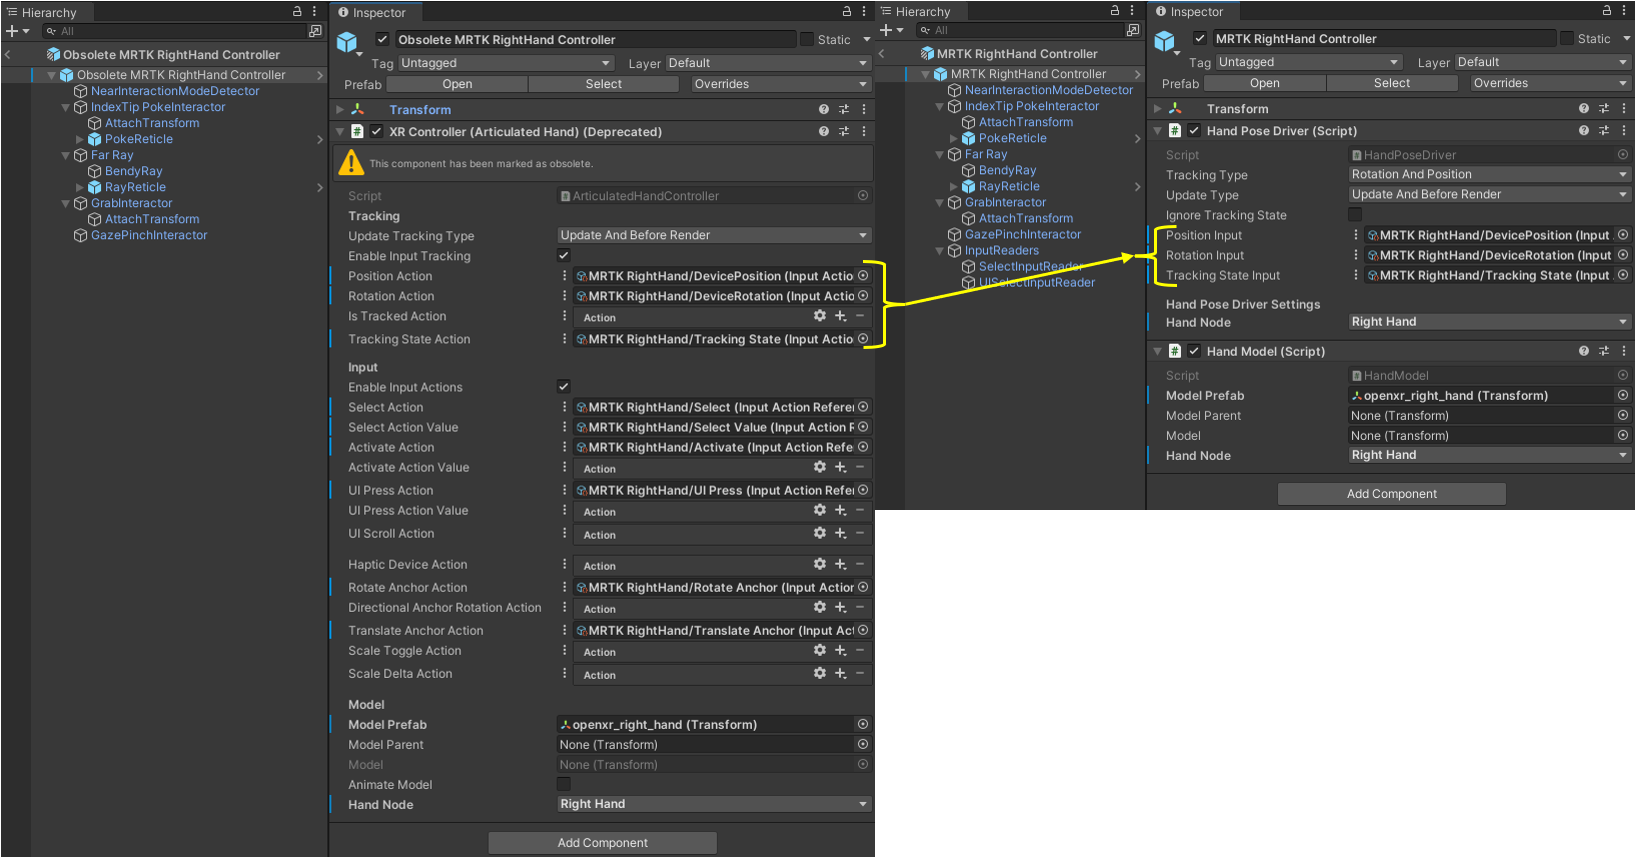 Hierarchy
All
Obsolete MRTK RightHand Controller
Obsolete MRTK RightHand Controller
NearInteractionModeDetector
IndexTip PokeInteractor
AttachTransform
PokeReticle
Far Ray
BendyRay
RayReticle
GrabInteractor
AttachTransform
GazePinchInteractor
Inspector
Obsolete MRTK RightHand Controller
Static
Tag Untagged Layer Default
Prefab Open Select Overrides
Transform
XR Controller (Articulated Hand) (Deprecated)
This component has been marked as obsolete.
Script ArticulatedHandController
Tracking
Update Tracking Type Update And Before Render
Enable Input Tracking
Position Action MRTK RightHand/DevicePosition (Input Actio
Rotation Action MRTK RightHand/DeviceRotation (Input Actio
Is Tracked Action Action
Tracking State Action MRTK RightHand/Tracking State (Input Actio
Input
Enable Input Actions
Select Action MRTK RightHand/Select (Input Action Referen
Select Action Value MRTK RightHand/Select Value (Input Action R
Activate Action MRTK RightHand/Activate (Input Action Refe
Activate Action Value Action
UI Press Action MRTK RightHand/UI Press (Input Action Refe
UI Press Action Value Action
UI Scroll Action Action
Haptic Device Action Action
Rotate Anchor Action MRTK RightHand/Rotate Anchor (Input Action
Directional Anchor Rotation Action Action
Translate Anchor Action MRTK RightHand/Translate Anchor (Input Act
Scale Toggle Action Action
Scale Delta Action Action
Model
Model Prefab openxr_right_hand (Transform)
Model Parent None (Transform)
Model None (Transform)
Animate Model
Hand Node Right Hand
Add Component
Hierarchy
All
MRTK RightHand Controller
MRTK RightHand Controller
NearInteractionModeDetector
IndexTip PokeInteractor
AttachTransform
PokeReticle
Far Ray
BendyRay
RayReticle
GrabInteractor
AttachTransform
GazePinchInteractor
InputReaders
SelectInputReader
UISelectInputReader
Inspector
MRTK RightHand Controller
Static
Tag Untagged Layer Default
Prefab Open Select Overrides
Transform
Hand Pose Driver (Script)
Script HandPoseDriver
Tracking Type Rotation And Position
Update Type Update And Before Render
Ignore Tracking State
Position Input MRTK RightHand/DevicePosition (Input
Rotation Input MRTK RightHand/DeviceRotation (Input
Tracking State Input MRTK RightHand/Tracking State (Input
Hand Pose Driver Settings
Hand Node Right Hand
Hand Model (Script)
Script HandModel
Model Prefab openxr_right_hand (Transform)
Model Parent None (Transform)
Model None (Transform)
Hand Node Right Hand
Add Component